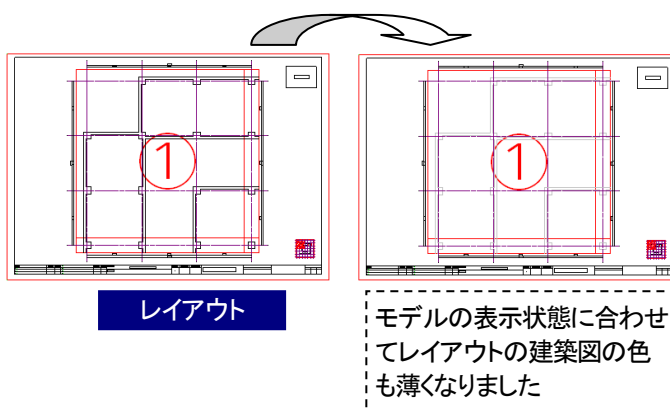 ①
①
レイアウト
モデルの表示状態に合わせ
てレイアウトの建築図の色
も薄くなりました